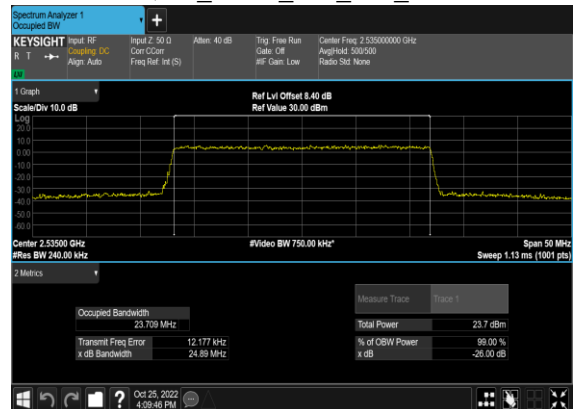 Spectrum Analyzer 1
Occupied BW
+
KEYSIGHT Input: RF Input Z: 50 Ω Atten: 40 dB Trig: Free Run Center Freq: 2.535000000 GHz
R T Coupling: DC Corr CCorr Gate: Off Avg|Hold: 500/500
Align: Auto Freq Ref: Int (S) #IF Gain: Low Radio Std: None
LU
1 Graph
Ref Lvl Offset 8.40 dB
Scale/Div 10.0 dB Ref Value 30.00 dBm
Log
20.0
10.0
0.00
-10.0
-20.0
-30.0
-40.0
-50.0
-60.0
Center 2.53500 GHz #Video BW 750.00 kHz* Span 50 MHz
#Res BW 240.00 kHz Sweep 1.13 ms (1001 pts)
2 Metrics
Measure Trace Trace 1
Occupied Bandwidth
23.709 MHz Total Power 23.7 dBm
Transmit Freq Error 12.177 kHz % of OBW Power 99.00 %
x dB Bandwidth 24.89 MHz x dB -26.00 dB
? Oct 25, 2022
4:09:46 PM